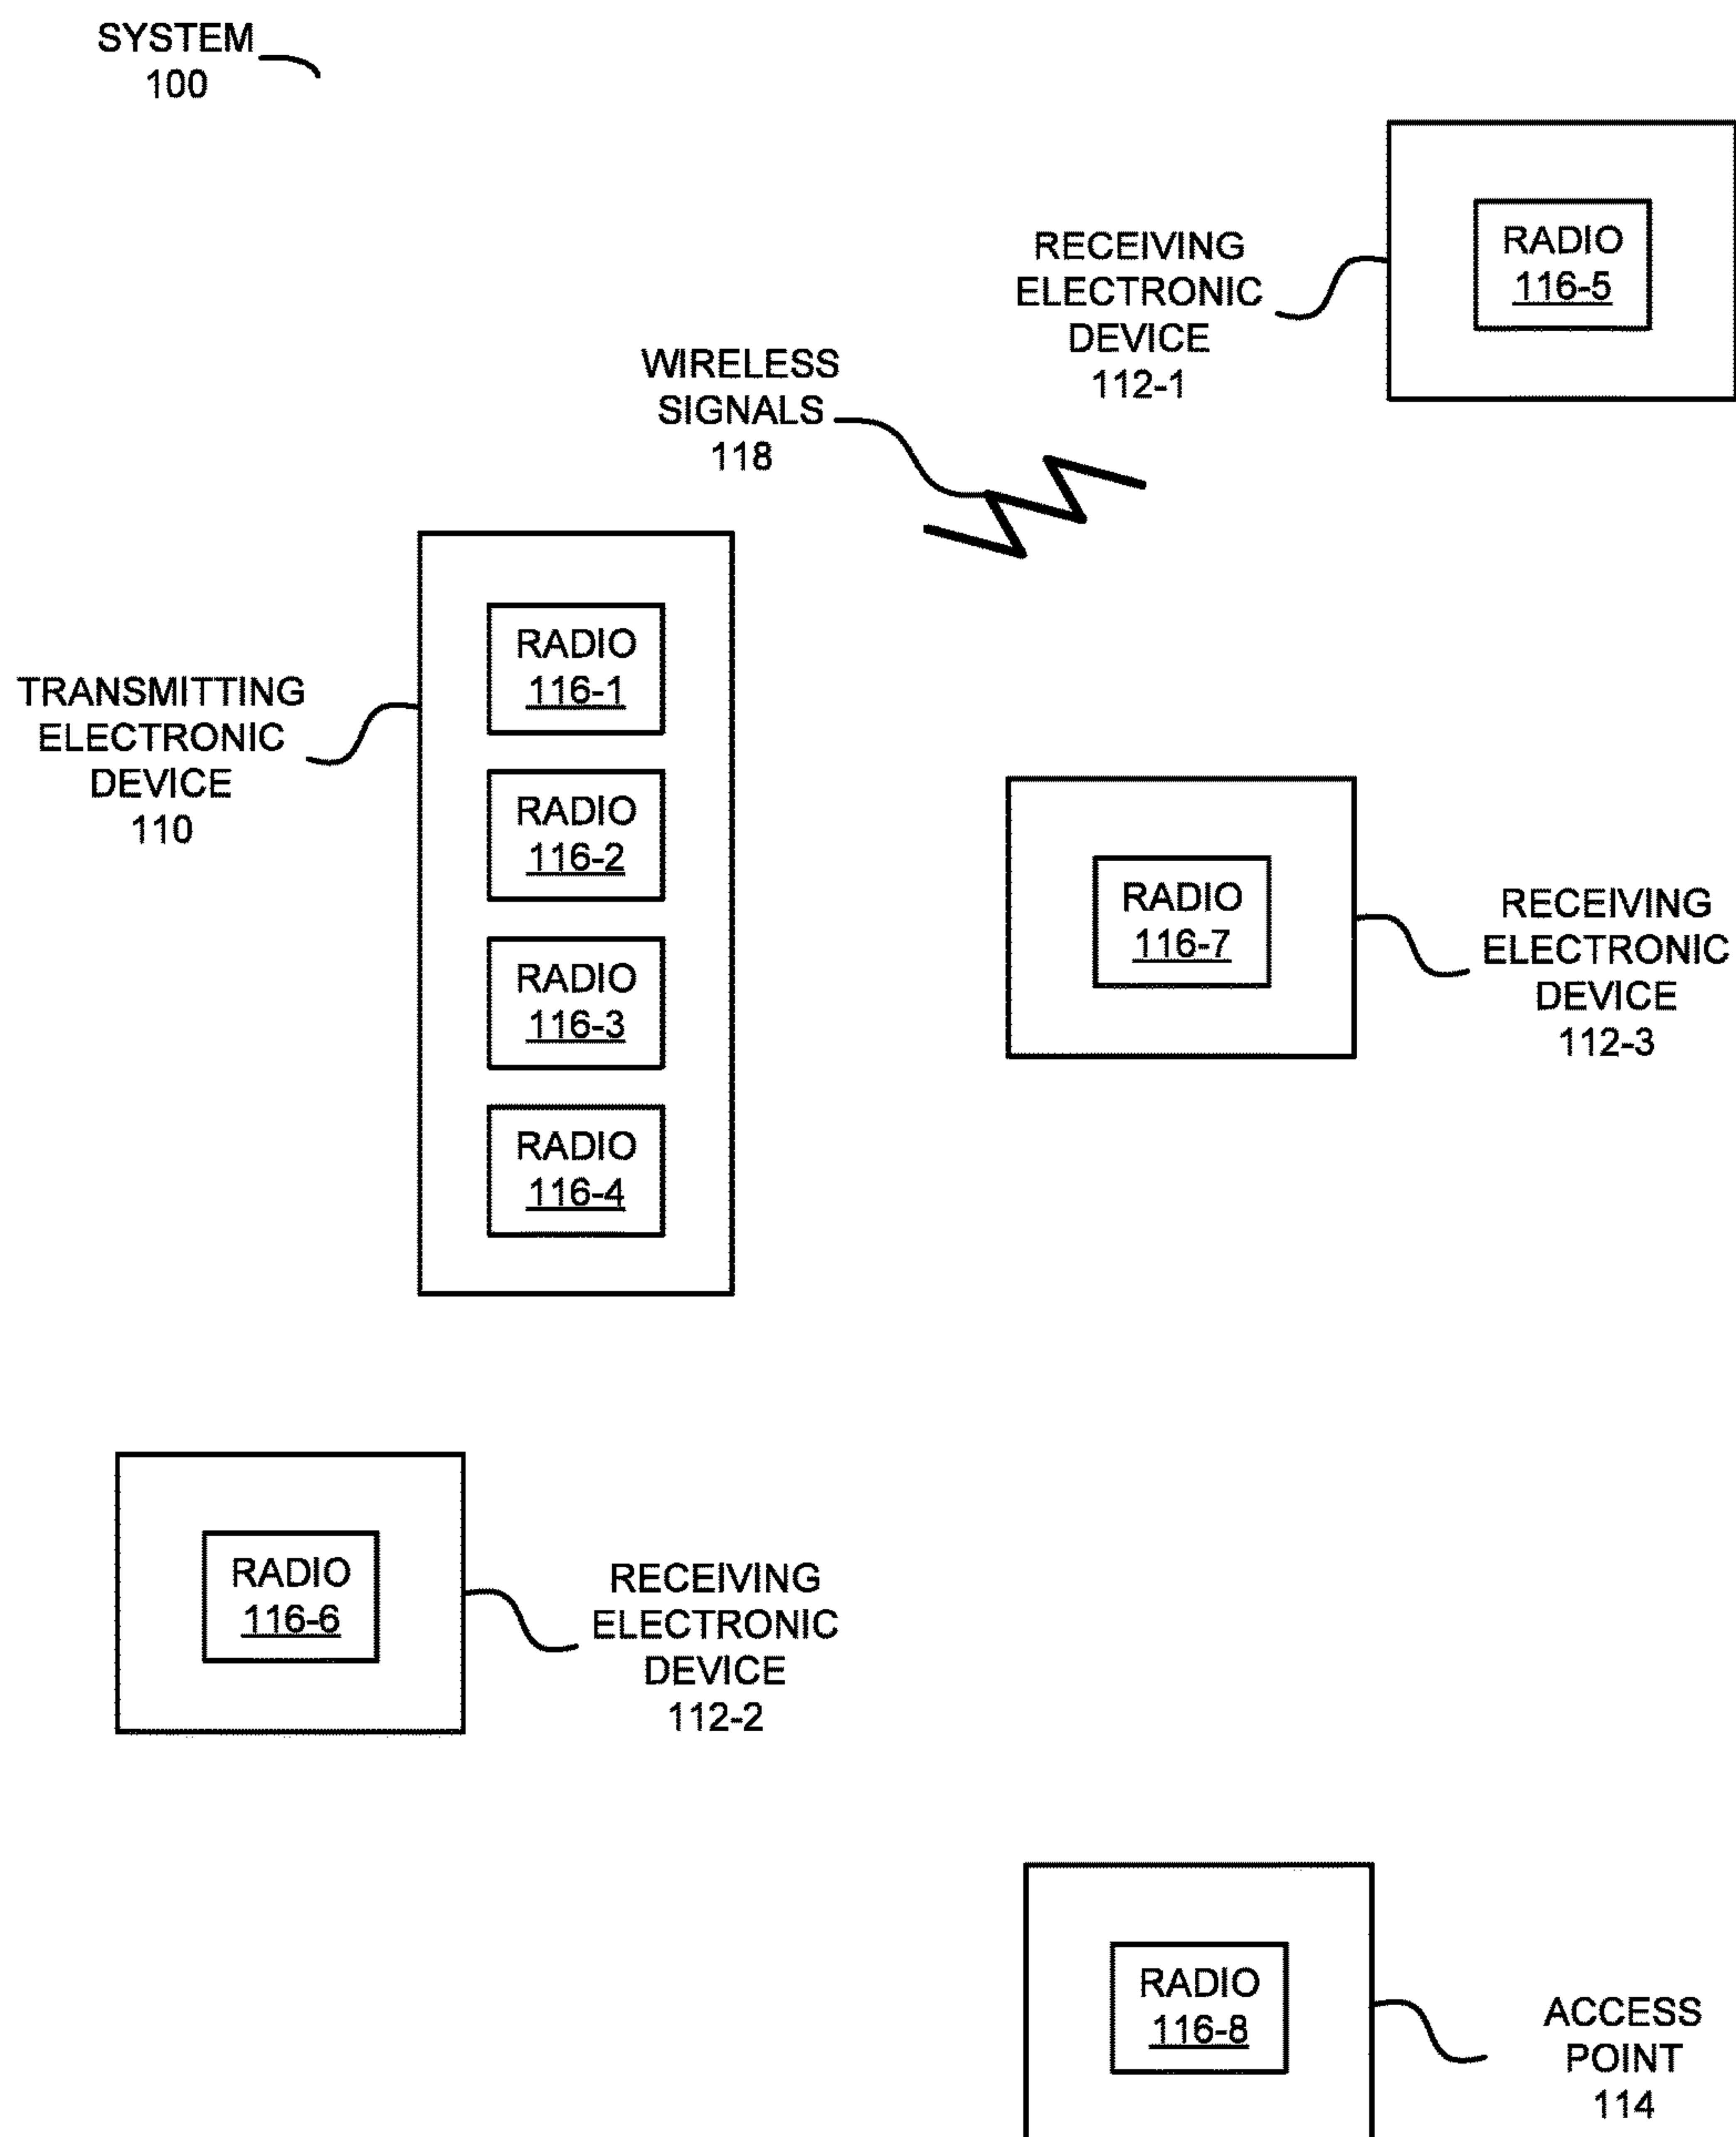 SYSTEM
100
RECEIVING
ELECTRONIC
DEVICE
112-1
RADIO
116-5
WIRELESS
SIGNALS
118
TRANSMITTING
ELECTRONIC
DEVICE
110
RADIO
116-1
RADIO
116-2
RADIO
116-3
RADIO
116-4
RADIO
116-7
RECEIVING
ELECTRONIC
DEVICE
112-3
RADIO
116-6
RECEIVING
ELECTRONIC
DEVICE
112-2
RADIO
116-8
ACCESS
POINT
114